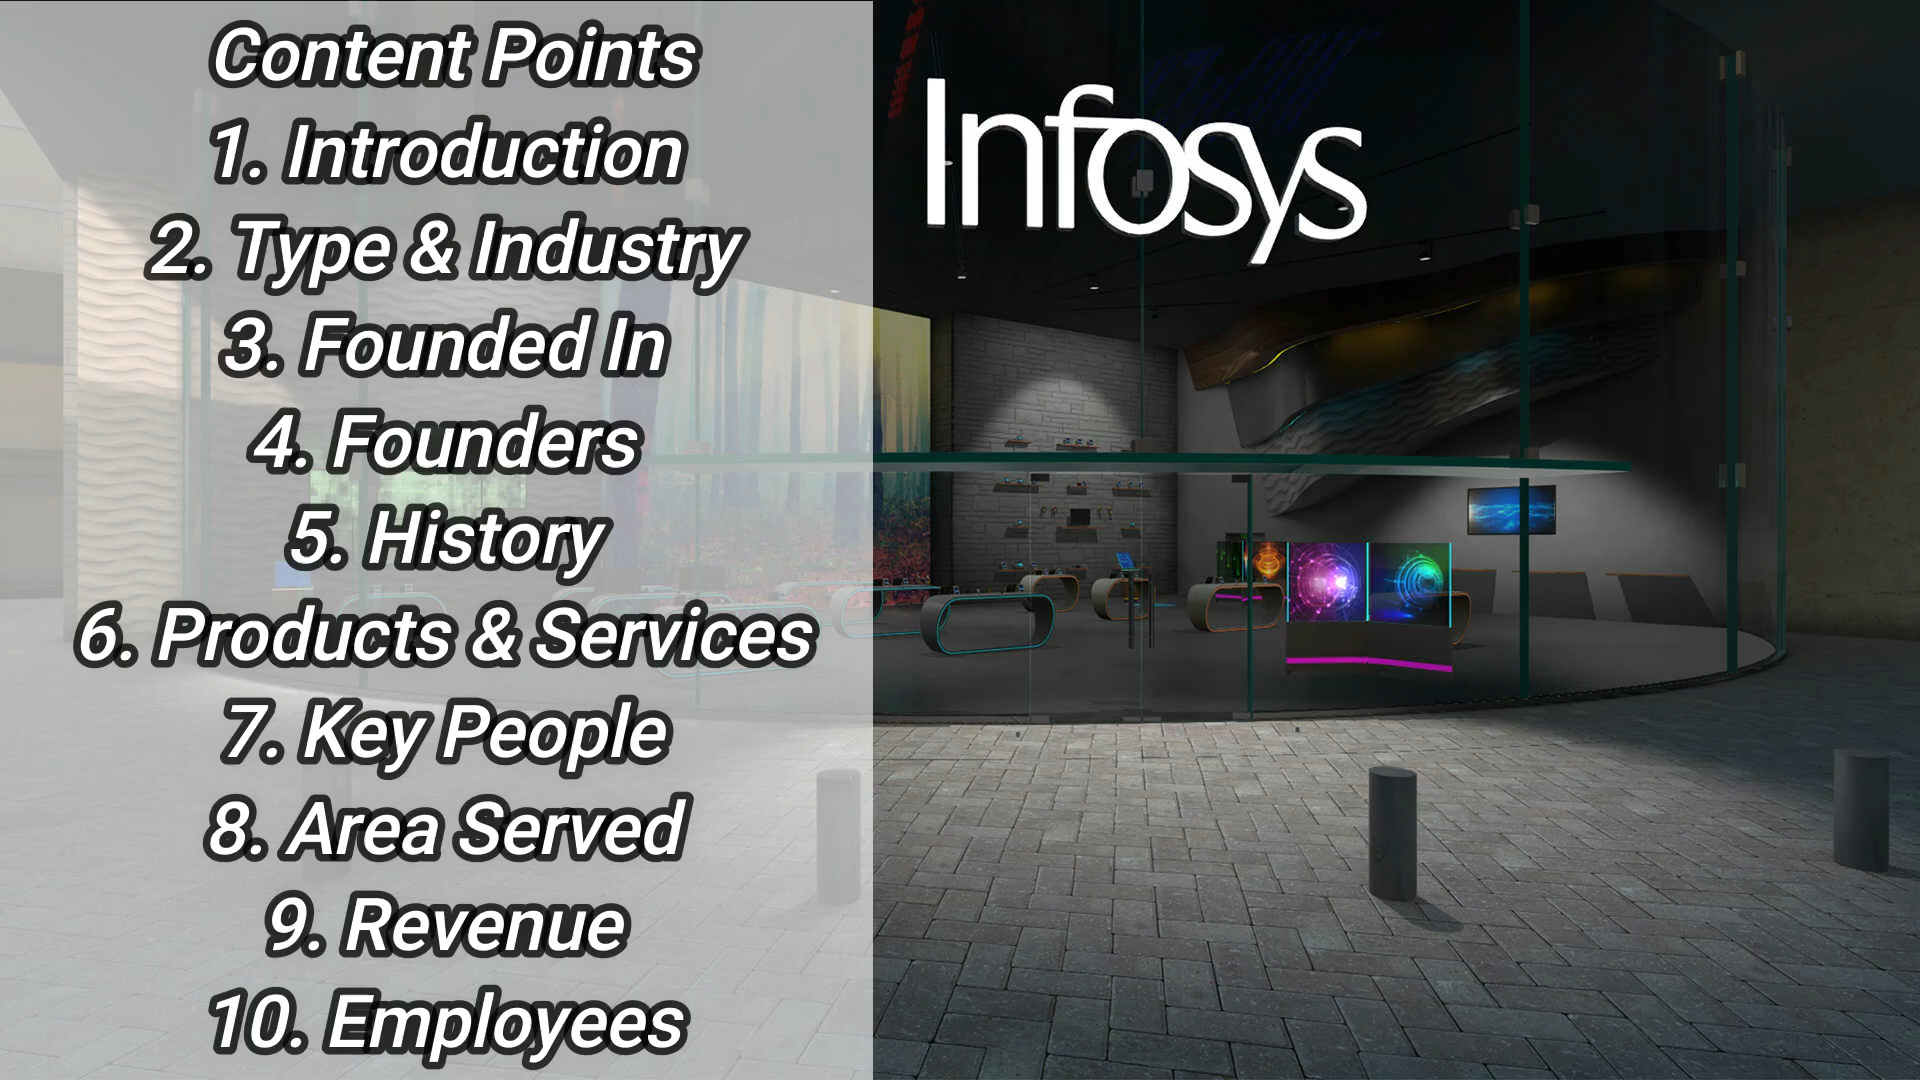 Content Points
1. Introduction
2. Type & Industry
3. Founded In
4. Founders
5. History
6. Products & Services
7. Key People
8. Area Served
9. Revenue
10. Employees
Infosys